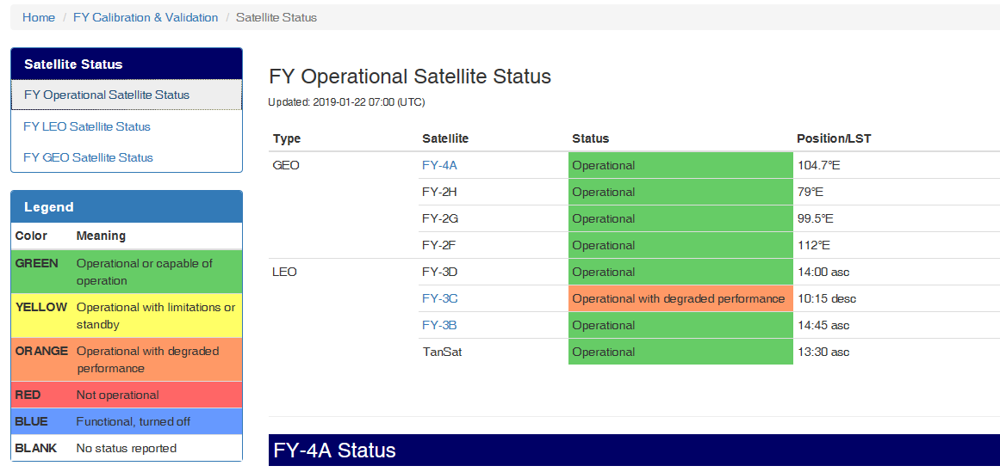 Home / FY Calibration & Validation / Satellite Status
Satellite Status
FY Operational Satellite Status
FY LEO Satellite Status
FY GEO Satellite Status
Legend
Color Meaning
GREEN Operational or capable of
operation
YELLOW Operational with limitations or
standby
ORANGE Operational with degraded
performance
RED Not operational
BLUE Functional, turned off
BLANK No status reported
FY Operational Satellite Status
Updated: 2019-01-22 07:00 (UTC)
Type Satellite Status Position/LST
GEO FY-4A Operational 104.7°E
FY-2H Operational 79°E
FY-2G Operational 99.5°E
FY-2F Operational 112°E
LEO FY-3D Operational 14:00 asc
FY-3C Operational with degraded performance 10:15 desc
FY-3B Operational 14:45 asc
TanSat Operational 13:30 asc
FY-4A Status